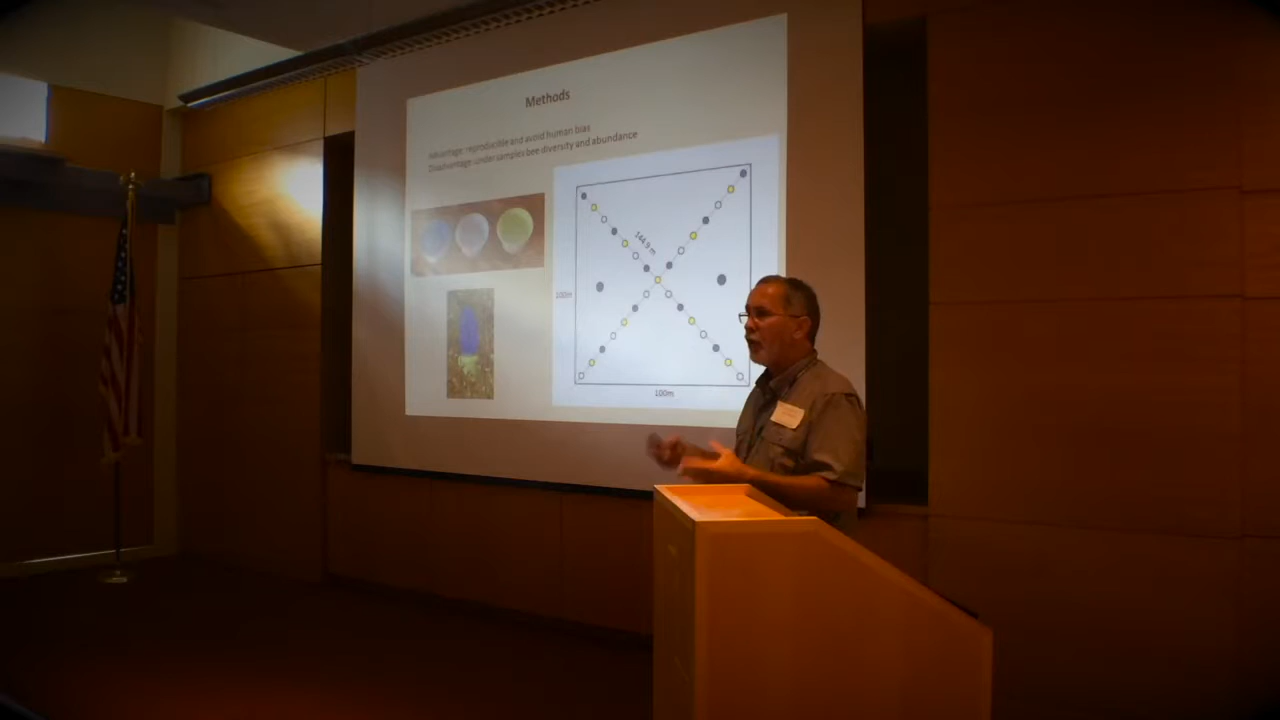 Methods
Advantage: reproducible and avoid human bias
Disadvantage: under samples bee diversity and abundance
144.9 m
100m
100m